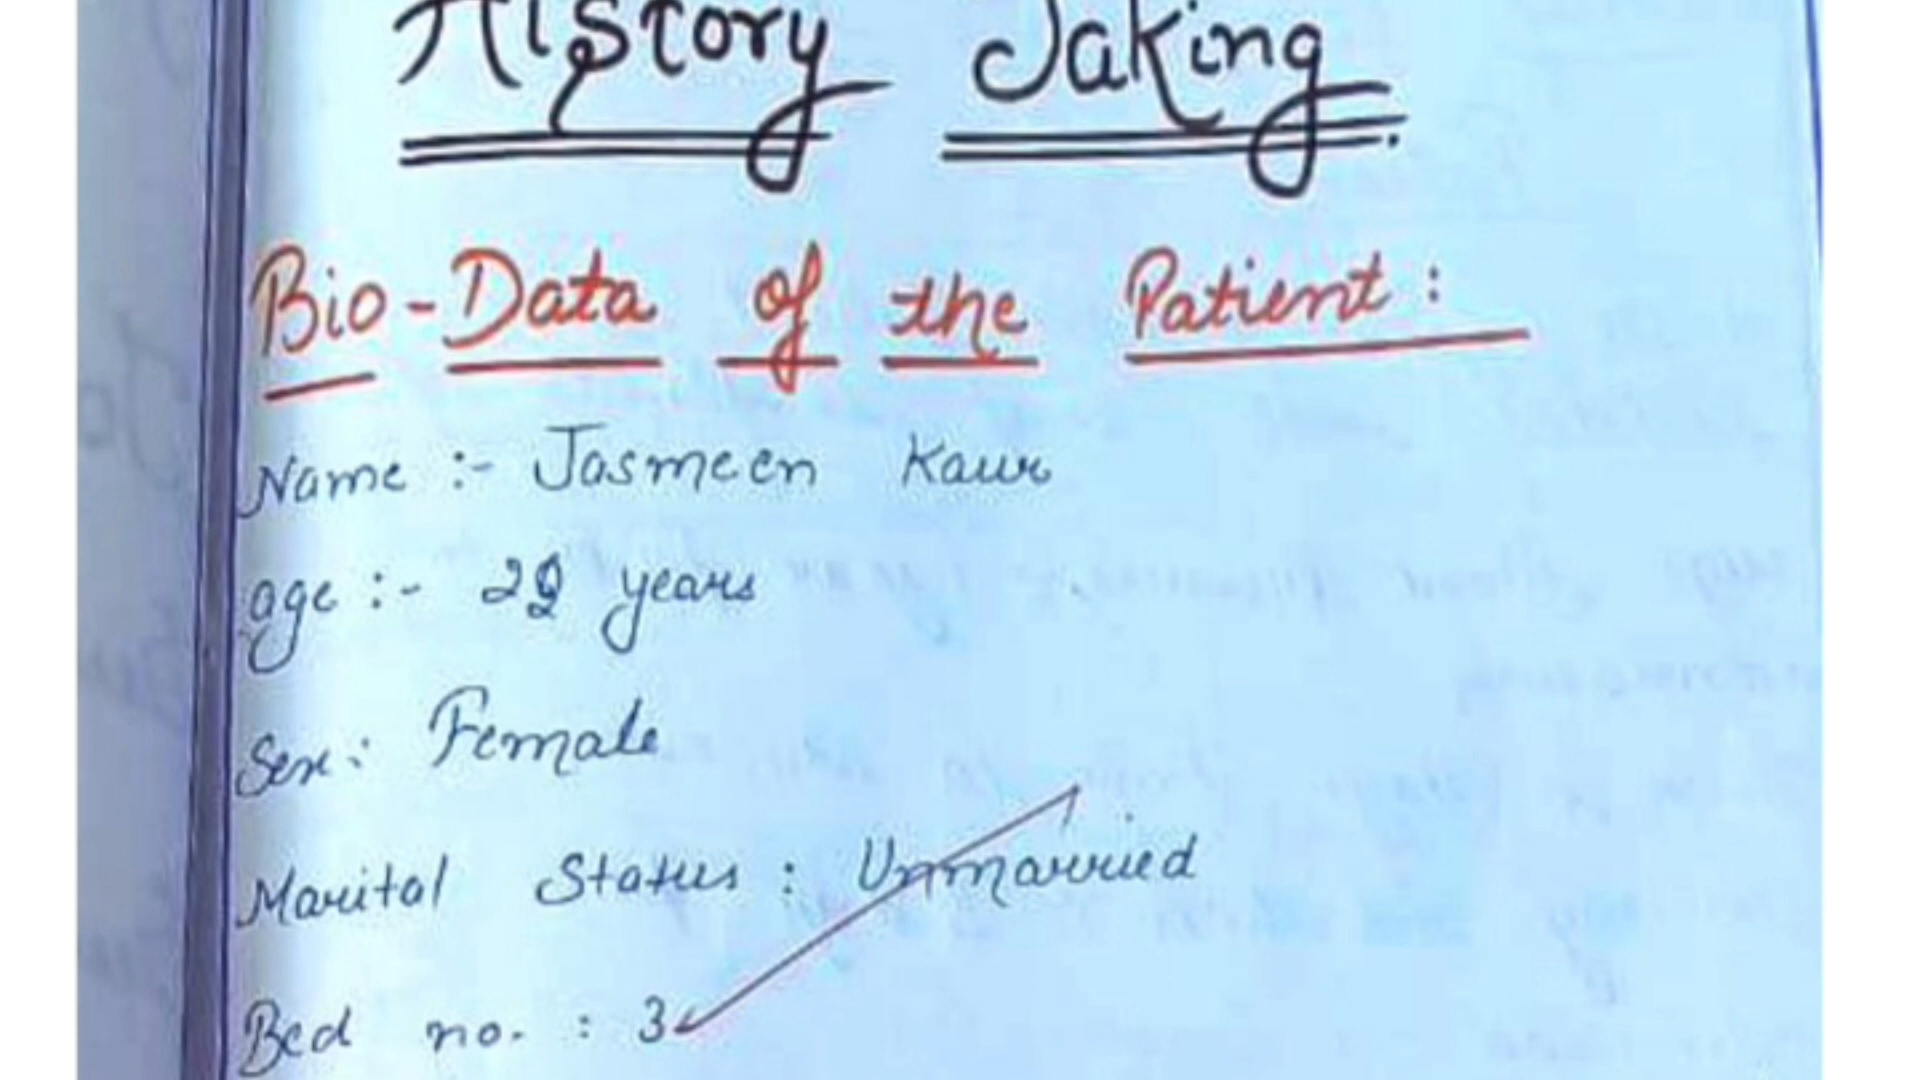 History Taking
Bio-Data of the Patient :
Name :- Jasmeen Kaur
age :- 22 years
Sex : Female
Marital Status : Unmarried
Bed no. : 3